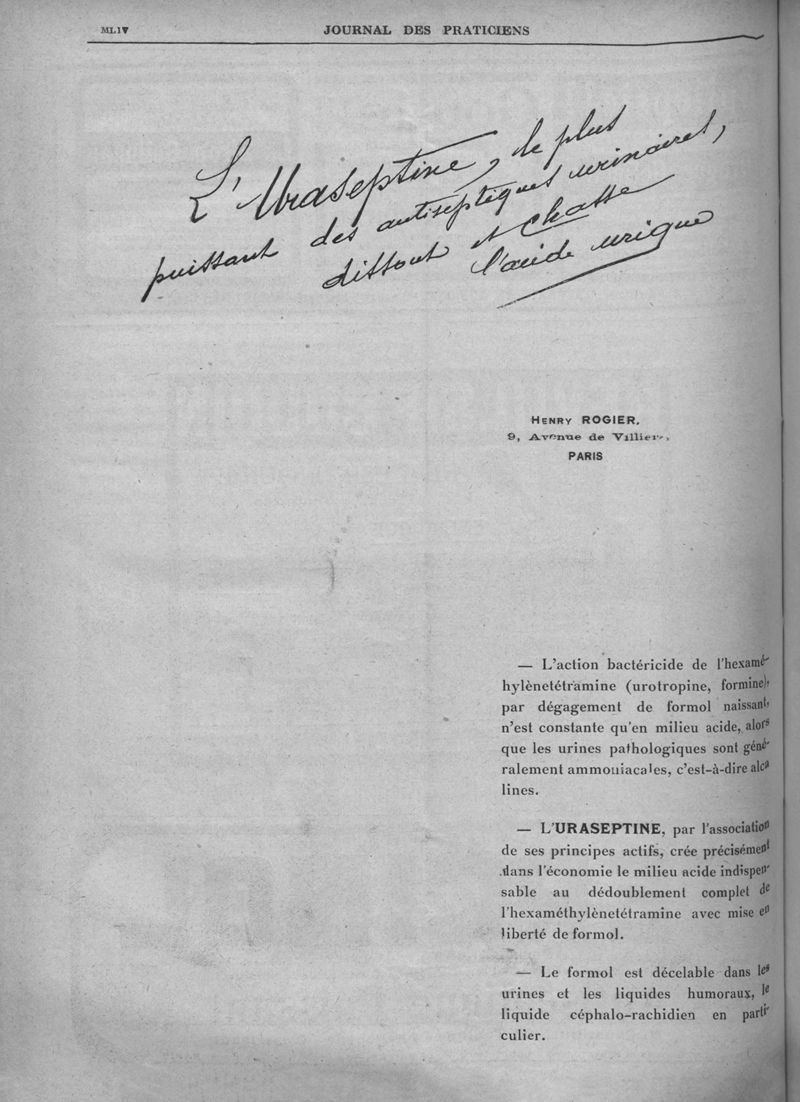 ML1V
JOURNAL DES PRATICIENS
L'Uraseptine, le plus
puissant des antiseptiques urinaires,
dissout et chasse
l'acide urique
HENRY ROGIER,
9, Avenue de Villiers,
PARIS
— L'action bactéricide de l'hexamé-
hylènetétramine (urotropine, formine),
par dégagement de formol naissant,
n'est constante qu'en milieu acide, alors
que les urines pathologiques sont géné-
ralement ammoniacales, c'est-à-dire alca
lines.
— L'URASEPTINE, par l'association
de ses principes actifs, crée précisément
dans l'économie le milieu acide indispen-
sable au dédoublement complet de
l'hexaméthylènetétramine avec mise en
liberté de formol.
— Le formol est décelable dans les
urines et les liquides humoraux, le
liquide céphalo-rachidien en parti-
culier.